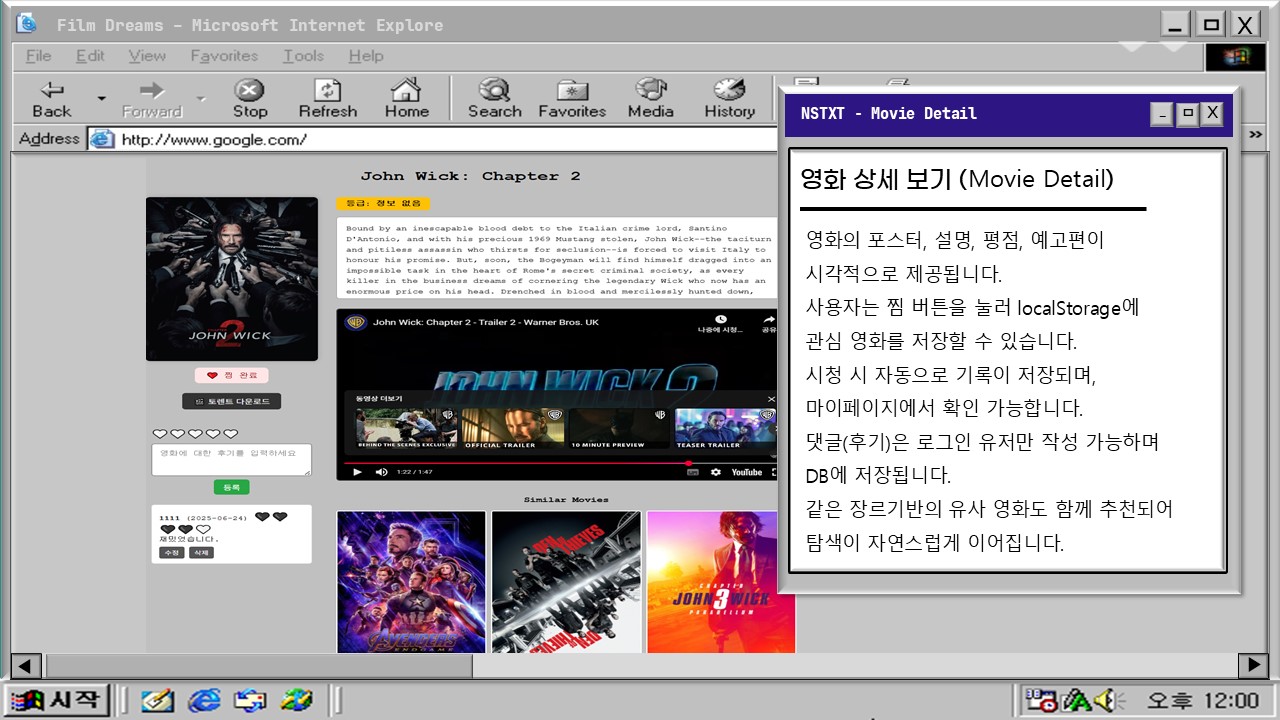 Film Dreams - Microsoft Internet Explore
File Edit View Favorites Tools Help
Back Forward Stop Refresh Home Search Favorites Media History
Address http://www.google.com/
John Wick: Chapter 2
등급: 정보 없음
Bound by an inescapable blood debt to the Italian crime lord, Santino
D'Antonio, and with his precious 1969 Mustang stolen, John Wick--the taciturn
and pitiless assassin who thirsts for seclusion--is forced to visit Italy to
honour his promise. But, soon, the Bogeyman will find himself dragged into an
impossible task in the heart of Rome's secret criminal society, as every
killer in the business dreams of cornering the legendary Wick who now has an
enormous price on his head. Drenched in blood and mercilessly hunted down,
2
JOHN WICK
찜 완료
토렌트 다운로드
영화에 대한 후기를 입력하세요
등록
1111 (2025-06-24)
재밌었습니다.
수정 삭제
John Wick: Chapter 2 - Trailer 2 - Warner Bros. UK
나중에 시청... 공유
JOHN WICK 2
동영상 더보기 X
BEHIND THE SCENES EXCLUSIVE
OFFICIAL TRAILER
10 MINUTE PREVIEW
TEASER TRAILER
1:22 / 1:47
YouTube
Similar Movies
AVENGERS
ENDGAME
DEN OF THIEVES
DEN OF THIEVES
CHAPTER
JOHN 3 WICK
PARABELLUM
NSTXT - Movie Detail
영화 상세 보기 (Movie Detail)
영화의 포스터, 설명, 평점, 예고편이
시각적으로 제공됩니다.
사용자는 찜 버튼을 눌러 localStorage에
관심 영화를 저장할 수 있습니다.
시청 시 자동으로 기록이 저장되며,
마이페이지에서 확인 가능합니다.
댓글(후기)은 로그인 유저만 작성 가능하며
DB에 저장됩니다.
같은 장르기반의 유사 영화도 함께 추천되어
탐색이 자연스럽게 이어집니다.
시작
오후 12:00